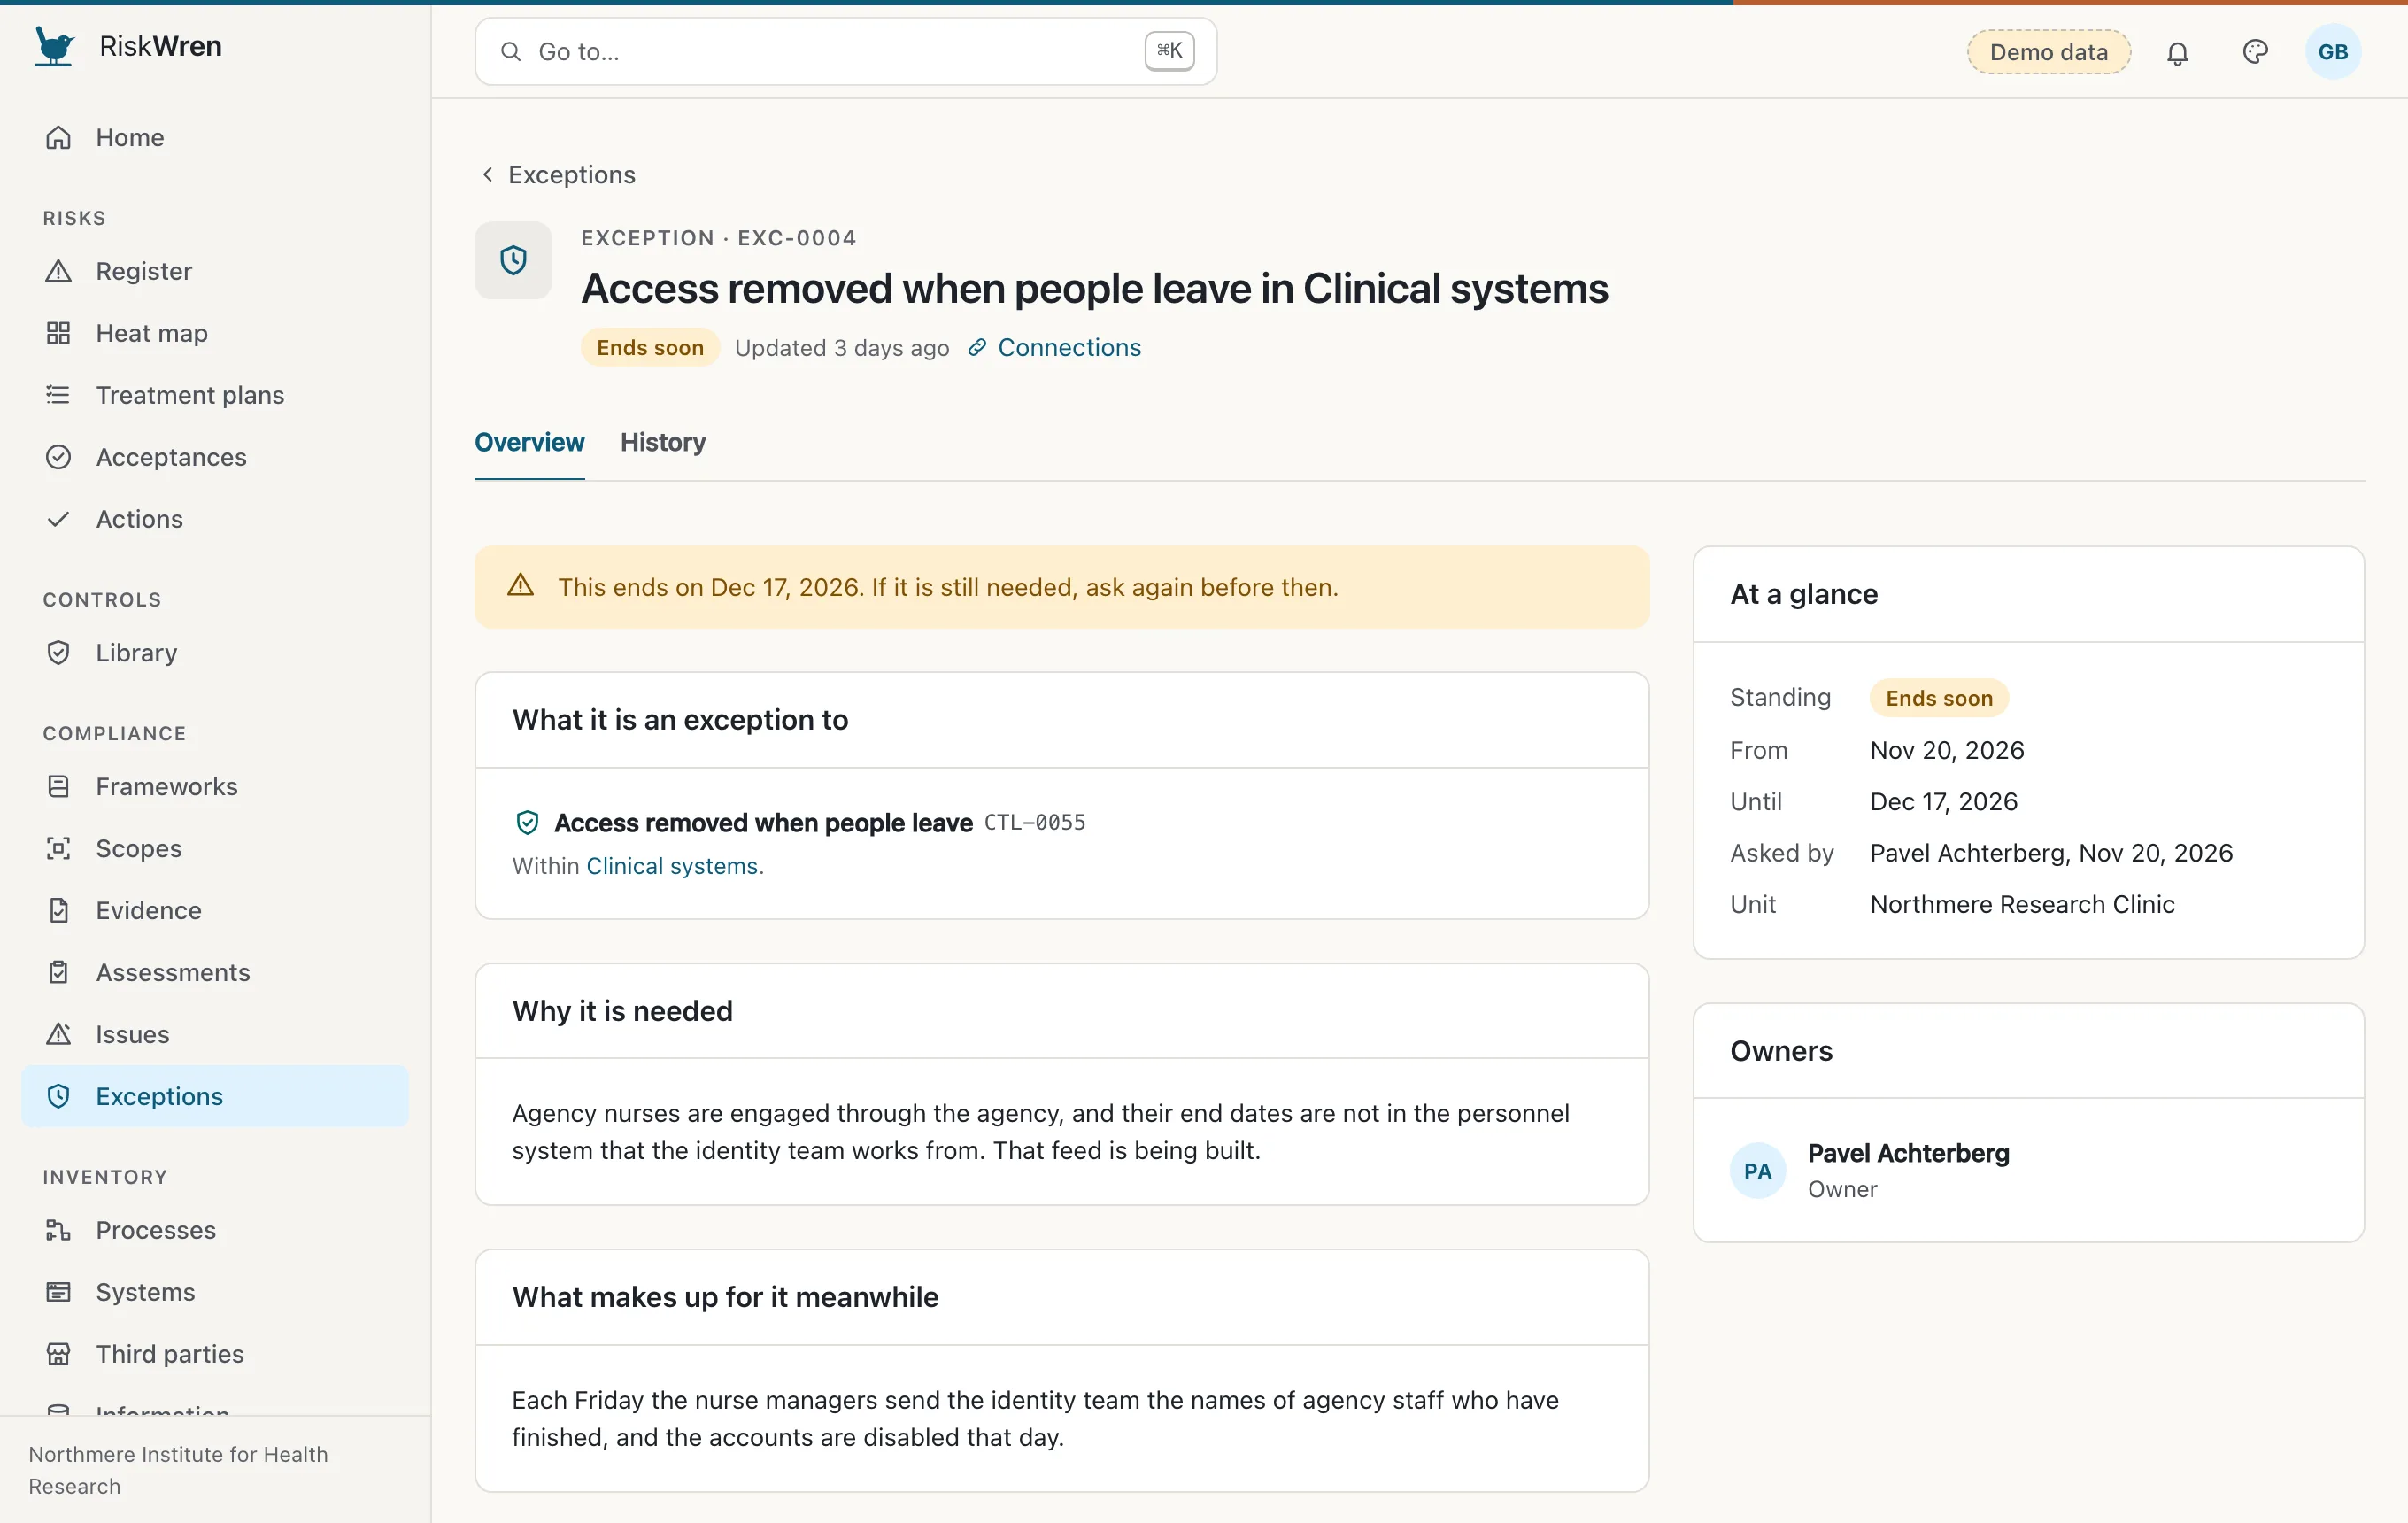 RiskWren
Go to...
⌘K
Demo data
GB
Home
RISKS
Register
Heat map
Treatment plans
Acceptances
Actions
CONTROLS
Library
COMPLIANCE
Frameworks
Scopes
Evidence
Assessments
Issues
Exceptions
INVENTORY
Processes
Systems
Third parties
Information
Northmere Institute for Health
Research
Exceptions
EXCEPTION · EXC-0004
Access removed when people leave in Clinical systems
Ends soon
Updated 3 days ago
Connections
Overview
History
This ends on Dec 17, 2026. If it is still needed, ask again before then.
What it is an exception to
Access removed when people leave CTL-0055
Within Clinical systems.
Why it is needed
Agency nurses are engaged through the agency, and their end dates are not in the personnel
system that the identity team works from. That feed is being built.
What makes up for it meanwhile
Each Friday the nurse managers send the identity team the names of agency staff who have
finished, and the accounts are disabled that day.
At a glance
Standing Ends soon
From Nov 20, 2026
Until Dec 17, 2026
Asked by Pavel Achterberg, Nov 20, 2026
Unit Northmere Research Clinic
Owners
PA
Pavel Achterberg
Owner